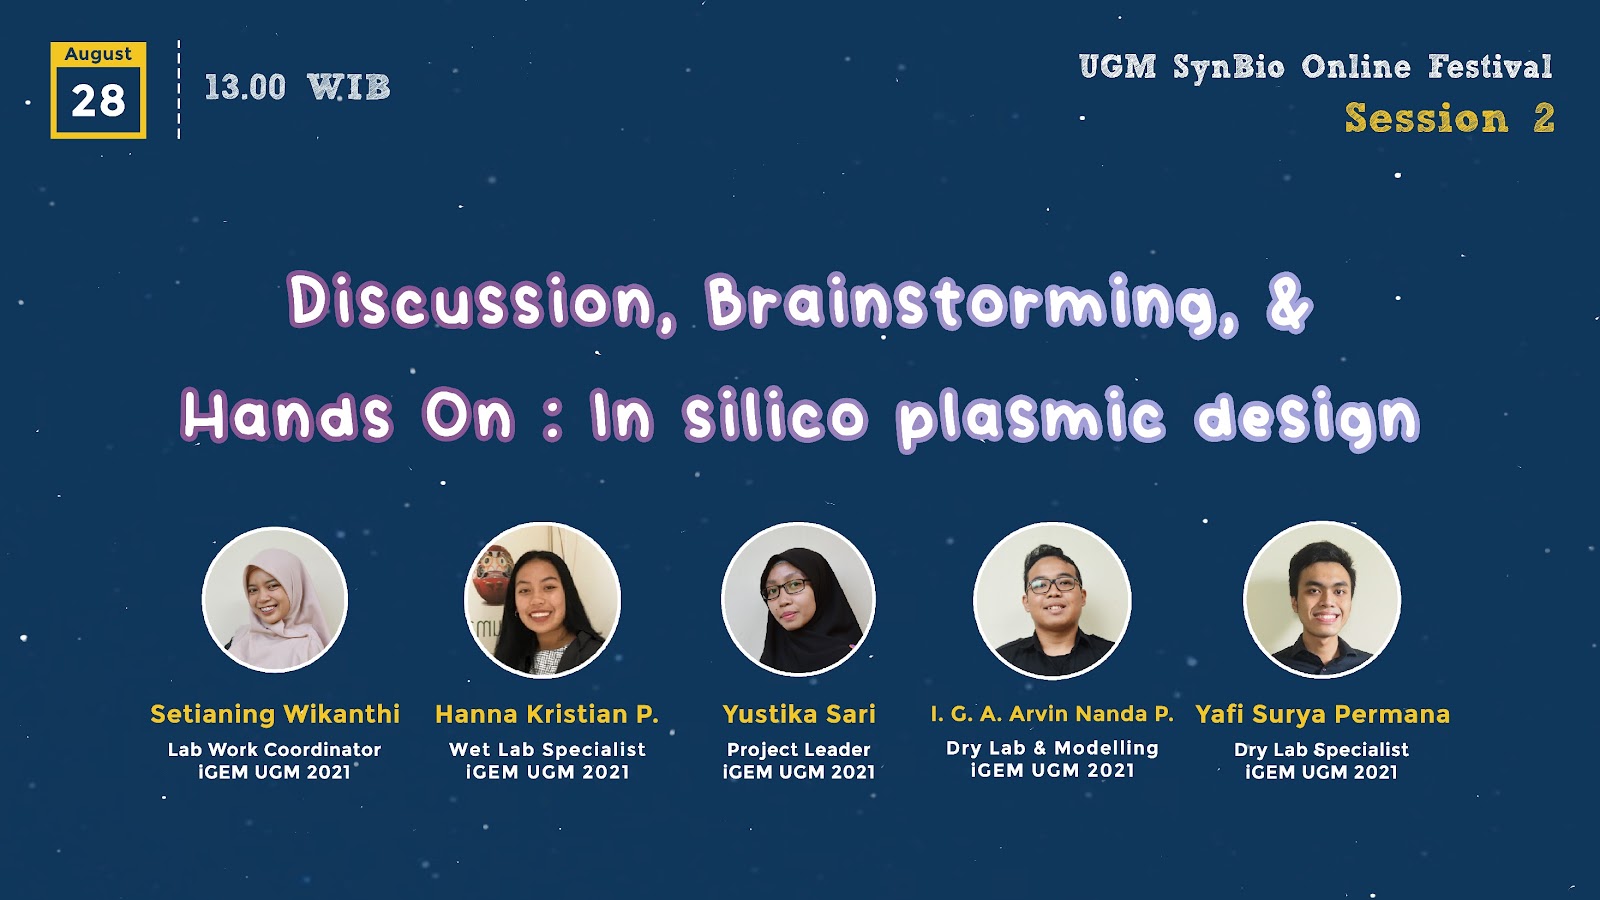 August
28
13.00 WIB
UGM SynBio Online Festival
Session 2
Discussion, Brainstorming, &
Hands On : In silico plasmic design
Setianing Wikanthi
Lab Work Coordinator
iGEM UGM 2021
Hanna Kristian P.
Wet Lab Specialist
iGEM UGM 2021
Yustika Sari
Project Leader
iGEM UGM 2021
I. G. A. Arvin Nanda P.
Dry Lab & Modelling
iGEM UGM 2021
Yafi Surya Permana
Dry Lab Specialist
iGEM UGM 2021